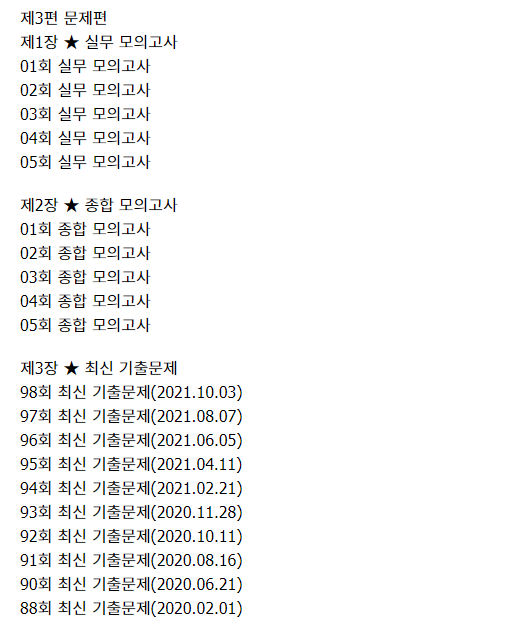 제3편 문제편
제1장 ★ 실무 모의고사
01회 실무 모의고사
02회 실무 모의고사
03회 실무 모의고사
04회 실무 모의고사
05회 실무 모의고사
제2장 ★ 종합 모의고사
01회 종합 모의고사
02회 종합 모의고사
03회 종합 모의고사
04회 종합 모의고사
05회 종합 모의고사
제3장 ★ 최신 기출문제
98회 최신 기출문제(2021.10.03)
97회 최신 기출문제(2021.08.07)
96회 최신 기출문제(2021.06.05)
95회 최신 기출문제(2021.04.11)
94회 최신 기출문제(2021.02.21)
93회 최신 기출문제(2020.11.28)
92회 최신 기출문제(2020.10.11)
91회 최신 기출문제(2020.08.16)
90회 최신 기출문제(2020.06.21)
88회 최신 기출문제(2020.02.01)